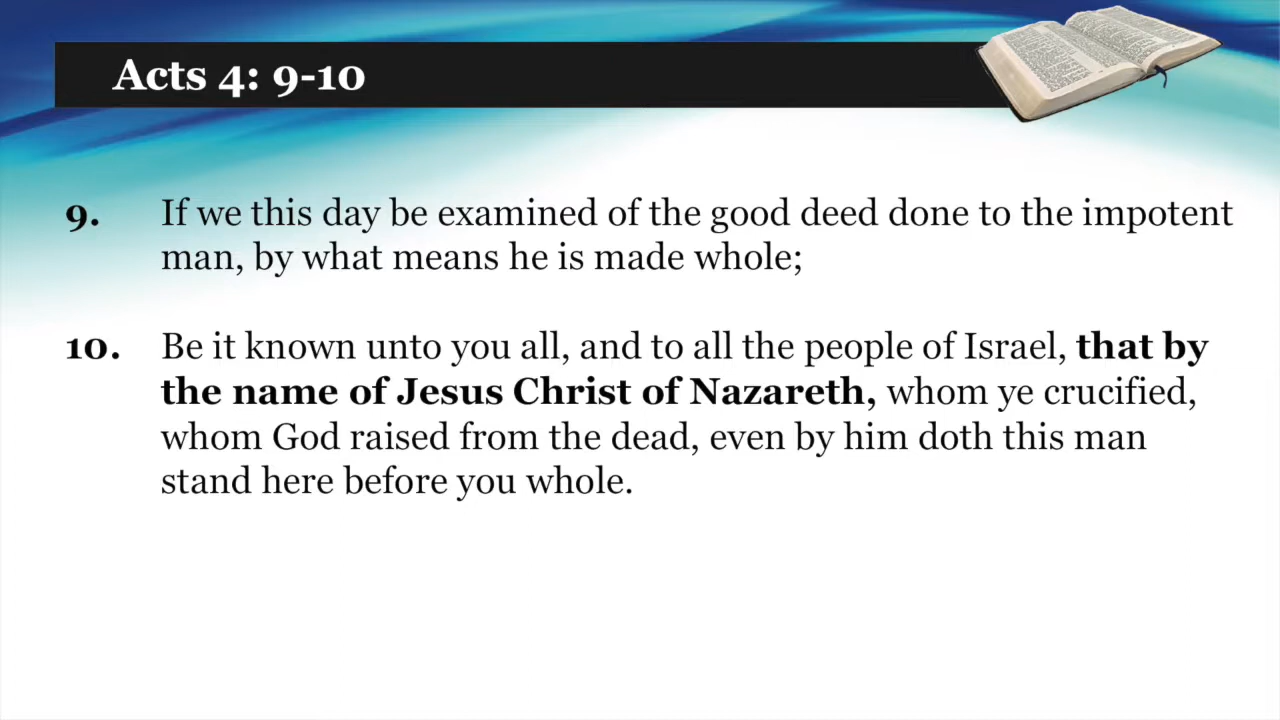 Acts 4: 9-10
9. If we this day be examined of the good deed done to the impotent
man, by what means he is made whole;
10. Be it known unto you all, and to all the people of Israel, that by
the name of Jesus Christ of Nazareth, whom ye crucified,
whom God raised from the dead, even by him doth this man
stand here before you whole.